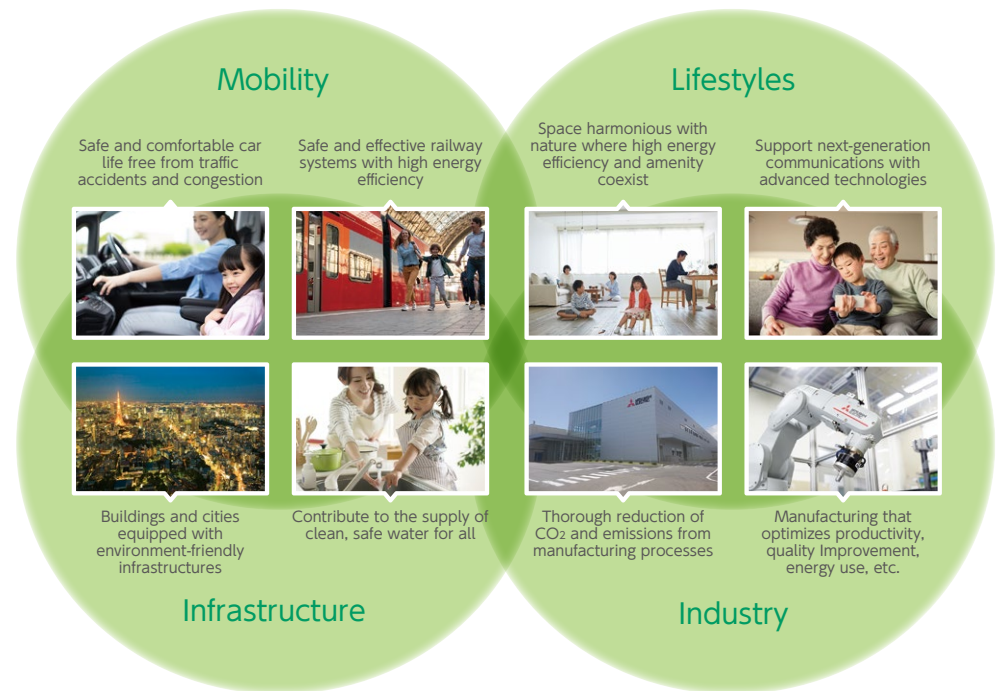 Mobility
Safe and comfortable car
life free from traffic
accidents and congestion
Safe and effective railway
systems with high energy
efficiency
Lifestyles
Space harmonious with
nature where high energy
efficiency and amenity
coexist
Support next-generation
communications with
advanced technologies
Buildings and cities
equipped with
environment-friendly
infrastructures
Contribute to the supply of
clean, safe water for all
Infrastructure
Thorough reduction of
CO₂ and emissions from
manufacturing processes
Manufacturing that
optimizes productivity,
quality Improvement,
energy use, etc.
Industry